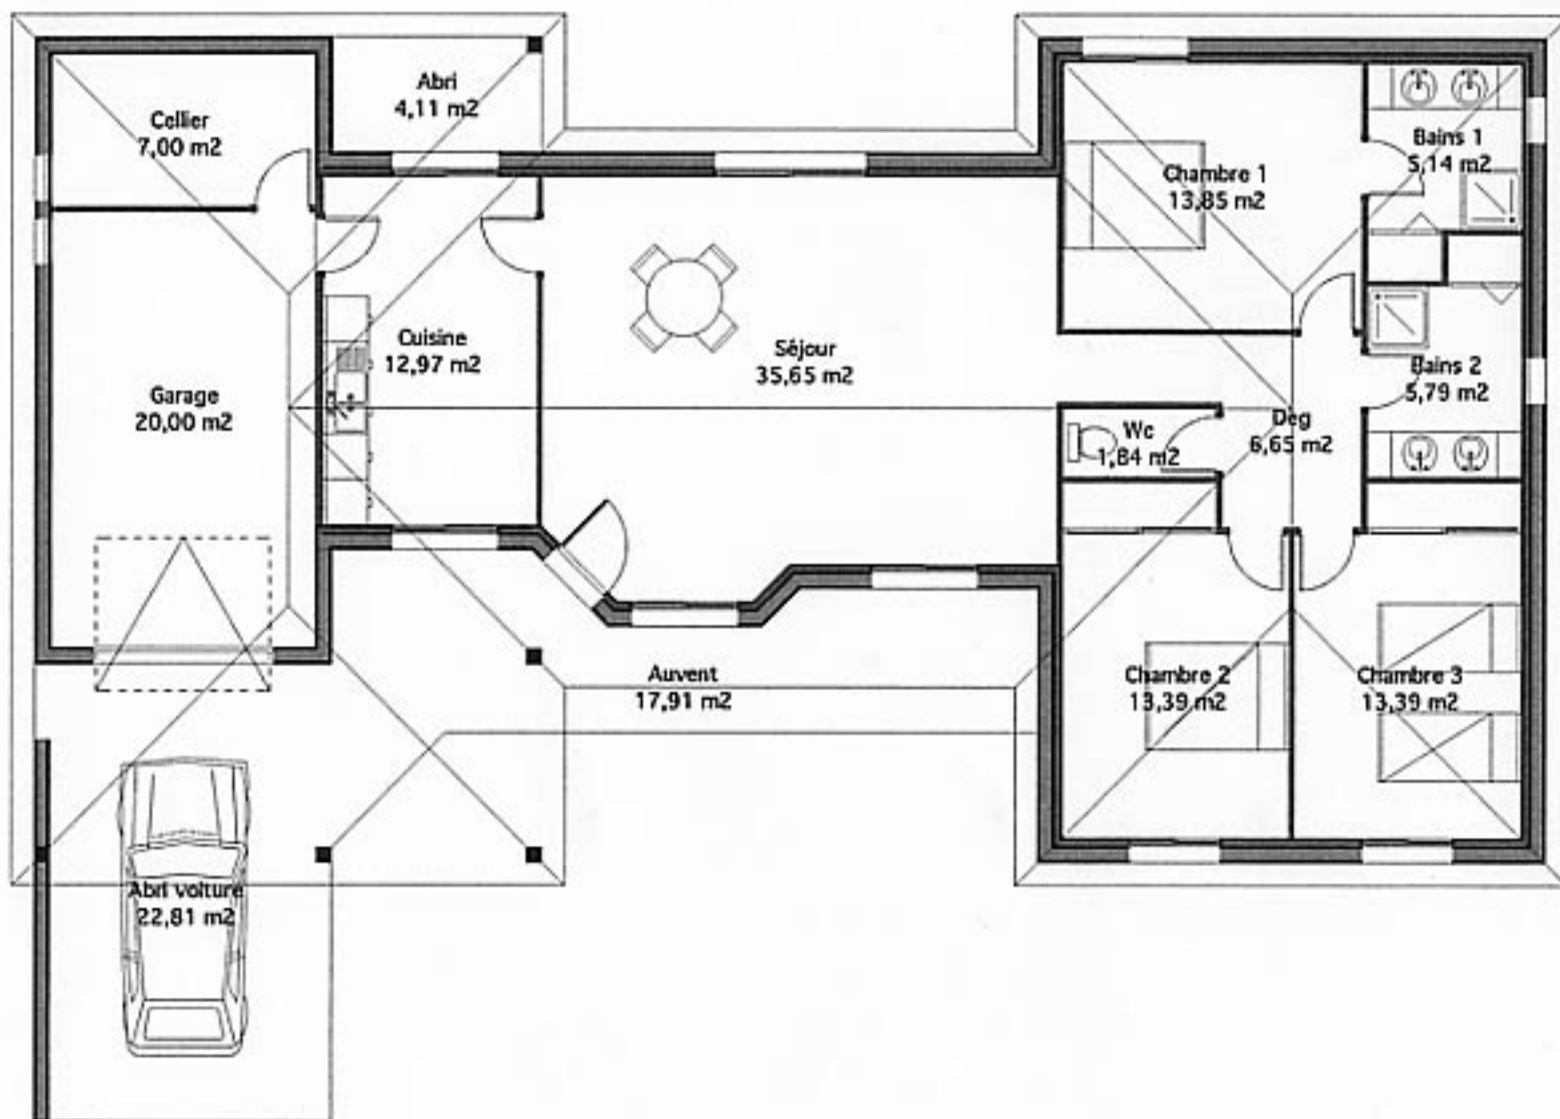 Abri
4,11 m2
Cellier
7,00 m2
Bains 1
5,14 m2
Chambre 1
13,85 m2
Cuisine
12,97 m2
Séjour
35,65 m2
Bains 2
5,79 m2
Garage
20,00 m2
Wc
1,84 m2
Deg
6,65 m2
Auvent
17,91 m2
Chambre 2
13,39 m2
Chambre 3
13,39 m2
Abri voiture
22,81 m2